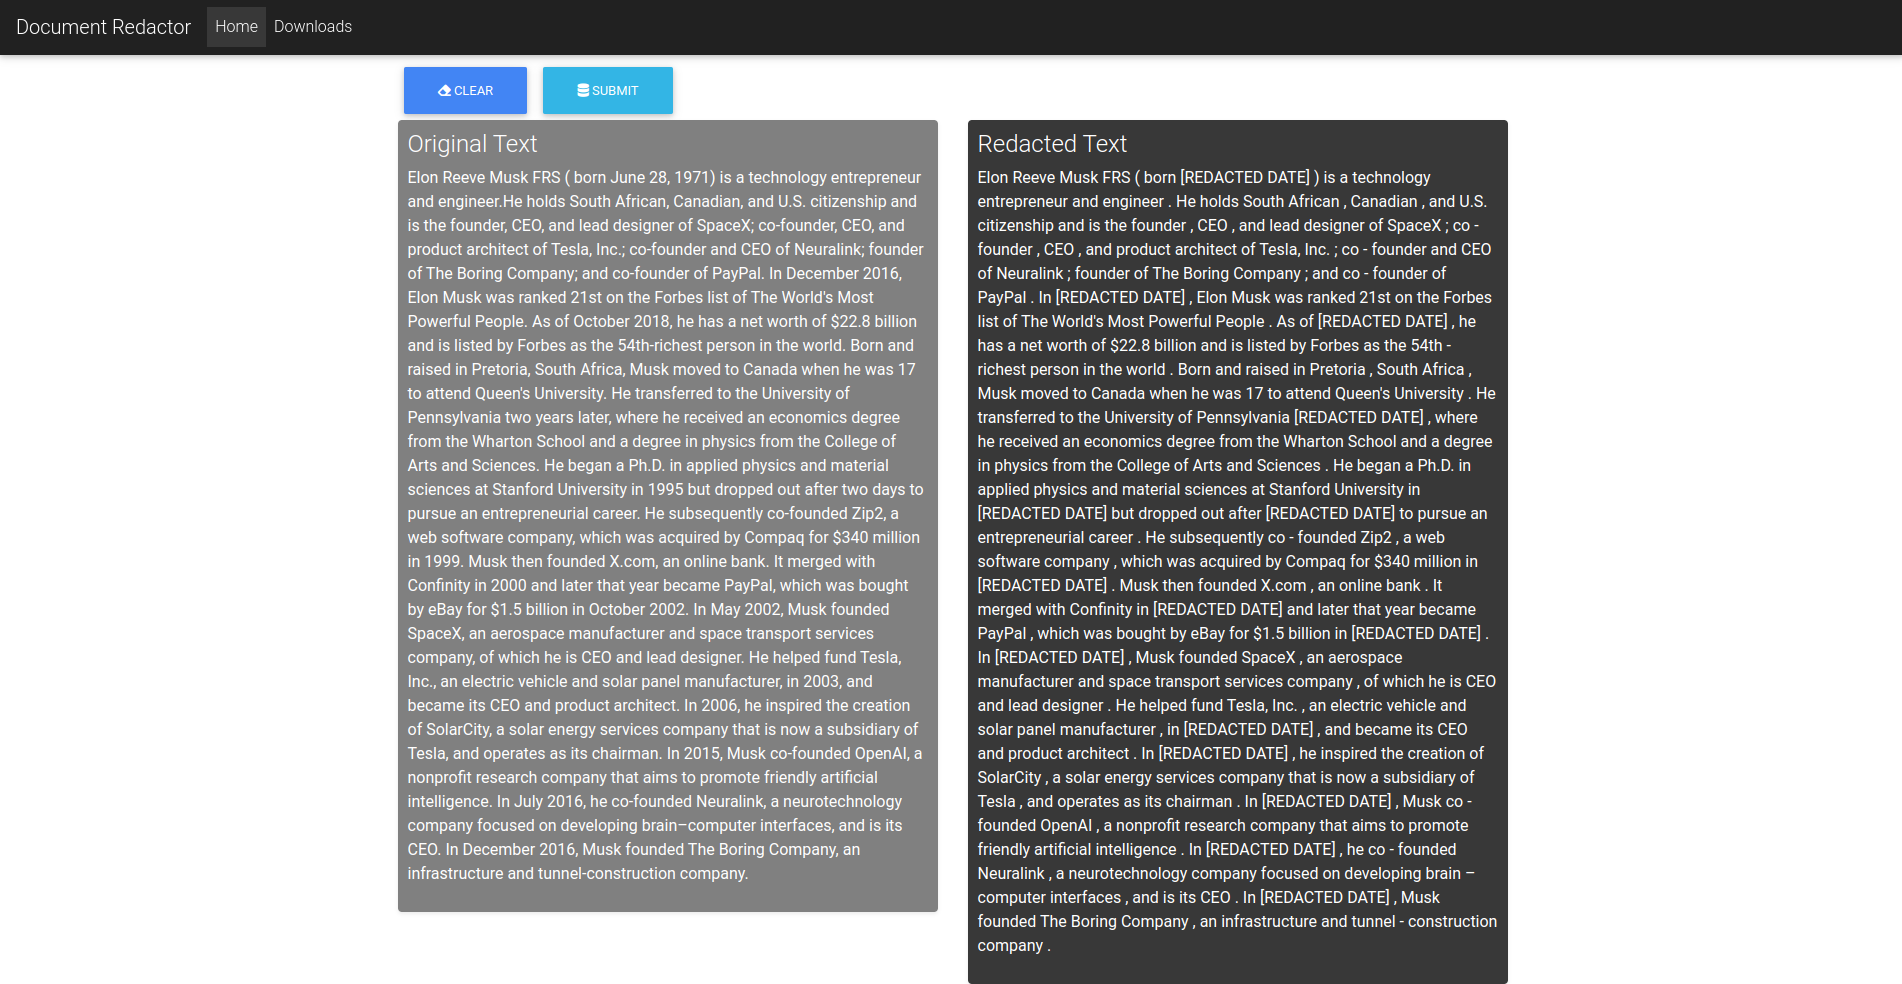 Document Redactor Home Downloads
CLEAR SUBMIT
Original Text
Elon Reeve Musk FRS ( born June 28, 1971) is a technology entrepreneur
and engineer.He holds South African, Canadian, and U.S. citizenship and
is the founder, CEO, and lead designer of SpaceX; co-founder, CEO, and
product architect of Tesla, Inc.; co-founder and CEO of Neuralink; founder
of The Boring Company; and co-founder of PayPal. In December 2016,
Elon Musk was ranked 21st on the Forbes list of The World's Most
Powerful People. As of October 2018, he has a net worth of $22.8 billion
and is listed by Forbes as the 54th-richest person in the world. Born and
raised in Pretoria, South Africa, Musk moved to Canada when he was 17
to attend Queen's University. He transferred to the University of
Pennsylvania two years later, where he received an economics degree
from the Wharton School and a degree in physics from the College of
Arts and Sciences. He began a Ph.D. in applied physics and material
sciences at Stanford University in 1995 but dropped out after two days to
pursue an entrepreneurial career. He subsequently co-founded Zip2, a
web software company, which was acquired by Compaq for $340 million
in 1999. Musk then founded X.com, an online bank. It merged with
Confinity in 2000 and later that year became PayPal, which was bought
by eBay for $1.5 billion in October 2002. In May 2002, Musk founded
SpaceX, an aerospace manufacturer and space transport services
company, of which he is CEO and lead designer. He helped fund Tesla,
Inc., an electric vehicle and solar panel manufacturer, in 2003, and
became its CEO and product architect. In 2006, he inspired the creation
of SolarCity, a solar energy services company that is now a subsidiary of
Tesla, and operates as its chairman. In 2015, Musk co-founded OpenAI, a
nonprofit research company that aims to promote friendly artificial
intelligence. In July 2016, he co-founded Neuralink, a neurotechnology
company focused on developing brain–computer interfaces, and is its
CEO. In December 2016, Musk founded The Boring Company, an
infrastructure and tunnel-construction company.
Redacted Text
Elon Reeve Musk FRS ( born [REDACTED DATE] ) is a technology
entrepreneur and engineer . He holds South African , Canadian , and U.S.
citizenship and is the founder , CEO , and lead designer of SpaceX ; co -
founder , CEO , and product architect of Tesla, Inc. ; co - founder and CEO
of Neuralink ; founder of The Boring Company ; and co - founder of
PayPal . In [REDACTED DATE] , Elon Musk was ranked 21st on the Forbes
list of The World's Most Powerful People . As of [REDACTED DATE] , he
has a net worth of $22.8 billion and is listed by Forbes as the 54th -
richest person in the world . Born and raised in Pretoria , South Africa ,
Musk moved to Canada when he was 17 to attend Queen's University . He
transferred to the University of Pennsylvania [REDACTED DATE] , where
he received an economics degree from the Wharton School and a degree
in physics from the College of Arts and Sciences . He began a Ph.D. in
applied physics and material sciences at Stanford University in
[REDACTED DATE] but dropped out after [REDACTED DATE] to pursue an
entrepreneurial career . He subsequently co - founded Zip2 , a web
software company , which was acquired by Compaq for $340 million in
[REDACTED DATE] . Musk then founded X.com , an online bank . It
merged with Confinity in [REDACTED DATE] and later that year became
PayPal , which was bought by eBay for $1.5 billion in [REDACTED DATE] .
In [REDACTED DATE] , Musk founded SpaceX , an aerospace
manufacturer and space transport services company , of which he is CEO
and lead designer . He helped fund Tesla, Inc. , an electric vehicle and
solar panel manufacturer , in [REDACTED DATE] , and became its CEO
and product architect . In [REDACTED DATE] , he inspired the creation of
SolarCity , a solar energy services company that is now a subsidiary of
Tesla , and operates as its chairman . In [REDACTED DATE] , Musk co -
founded OpenAI , a nonprofit research company that aims to promote
friendly artificial intelligence . In [REDACTED DATE] , he co - founded
Neuralink , a neurotechnology company focused on developing brain –
computer interfaces , and is its CEO . In [REDACTED DATE] , Musk
founded The Boring Company , an infrastructure and tunnel - construction
company .